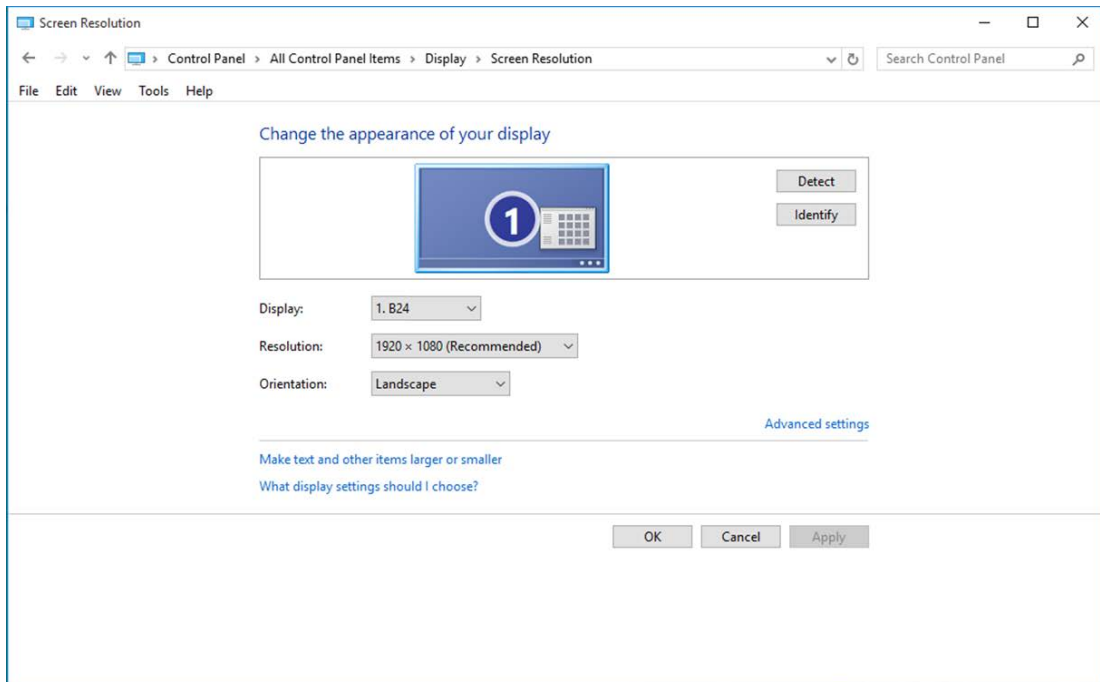 Screen Resolution
Control Panel > All Control Panel Items > Display > Screen Resolution
Search Control Panel
File Edit View Tools Help
Change the appearance of your display
1
Detect
Identify
Display: 1. B24
Resolution: 1920 × 1080 (Recommended)
Orientation: Landscape
Advanced settings
Make text and other items larger or smaller
What display settings should I choose?
OK Cancel Apply